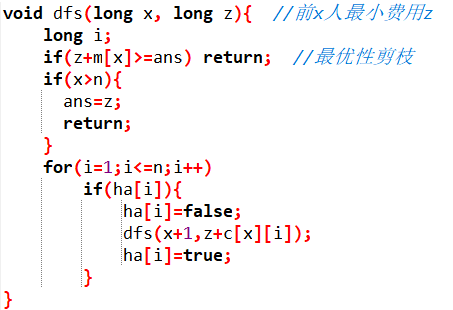 void dfs(long x, long z){  //前x人最小费用z
    long i;
    if(z+m[x]>=ans) return;  //最优性剪枝
    if(x>n){
      ans=z;
      return;
    }
    for(i=1;i<=n;i++)
        if(ha[i]){
            ha[i]=false;
            dfs(x+1,z+c[x][i]);
            ha[i]=true;
        }
}